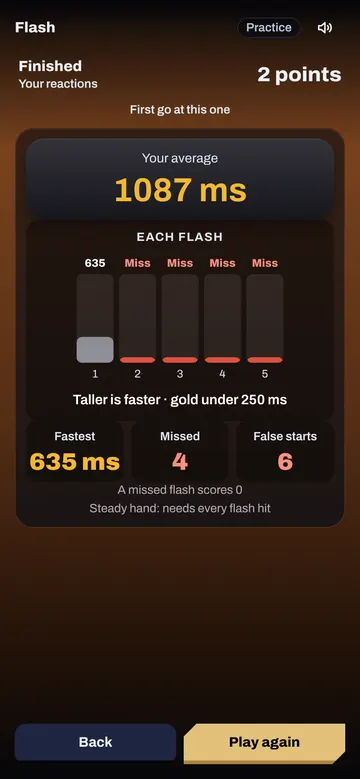 Flash
Practice
Finished
Your reactions
2 points
First go at this one
Your average
1087 ms
EACH FLASH
635 Miss Miss Miss Miss
1 2 3 4 5
Taller is faster · gold under 250 ms
Fastest Missed False starts
635 ms 4 6
A missed flash scores 0
Steady hand: needs every flash hit
Back
Play again